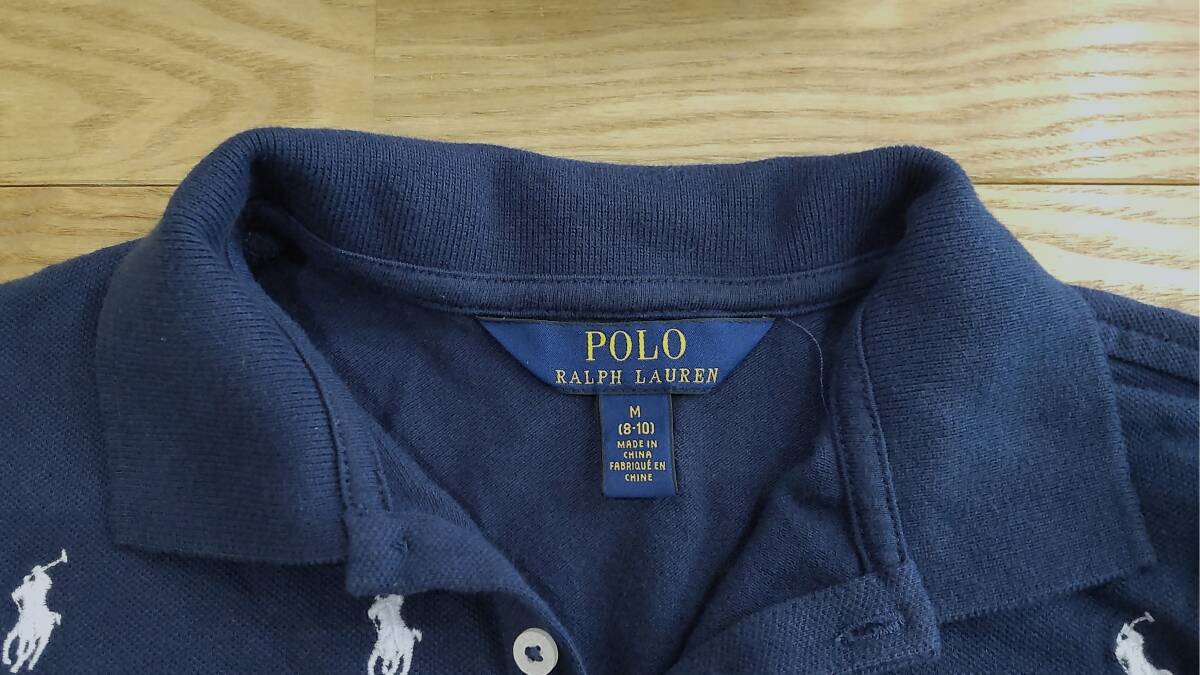 POLO
RALPH LAUREN
M
(8-10)
MADE IN
CHINA
FABRIQUÉ EN
CHINE